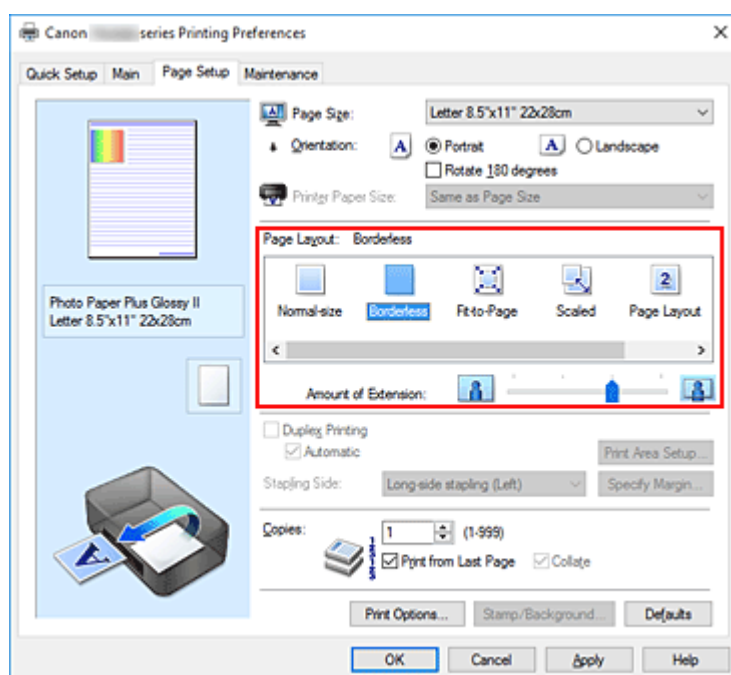 Canon series Printing Preferences
Quick Setup Main Page Setup Maintenance
Page Size: Letter 8.5"x11" 22x28cm
Orientation: A Portrait A Landscape
Rotate 180 degrees
Printer Paper Size: Same as Page Size
Page Layout: Borderless
2
Normal-size Borderless Fit-to-Page Scaled Page Layout
Photo Paper Plus Glossy II
Letter 8.5"x11" 22x28cm
Amount of Extension:
Duplex Printing
Automatic Print Area Setup...
Stapling Side: Long-side stapling (Left) Specify Margin...
Copies: 1 (1-999)
Print from Last Page Collate
A
Print Options... Stamp/Background... Defaults
OK Cancel Apply Help